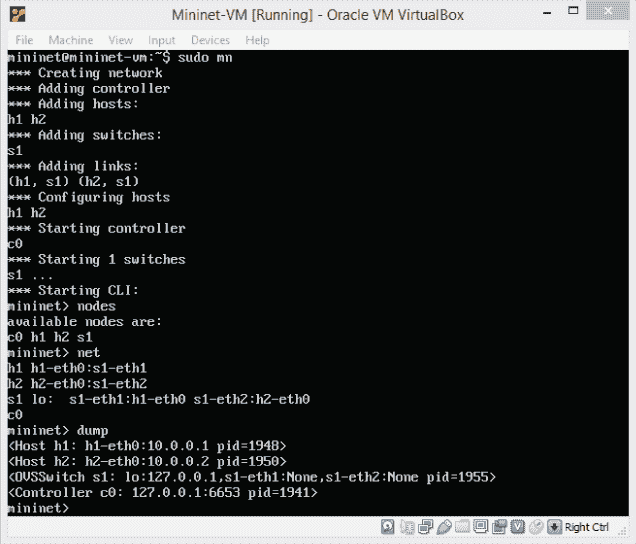 Mininet-VM [Running] - Oracle VM VirtualBox
File Machine View Input Devices Help
mininet@mininet-vm:~$ sudo mn
*** Creating network
*** Adding controller
*** Adding hosts:
h1 h2
*** Adding switches:
s1
*** Adding links:
(h1, s1) (h2, s1)
*** Configuring hosts
h1 h2
*** Starting controller
c0
*** Starting 1 switches
s1 ...
*** Starting CLI:
mininet> nodes
available nodes are:
c0 h1 h2 s1
mininet> net
h1 h1-eth0:s1-eth1
h2 h2-eth0:s1-eth2
s1 lo:  s1-eth1:h1-eth0 s1-eth2:h2-eth0
c0
mininet> dump
<Host h1: h1-eth0:10.0.0.1 pid=1948>
<Host h2: h2-eth0:10.0.0.2 pid=1950>
<OVSSwitch s1: lo:127.0.0.1,s1-eth1:None,s1-eth2:None pid=1955>
<Controller c0: 127.0.0.1:6653 pid=1941>
mininet>
Right Ctrl